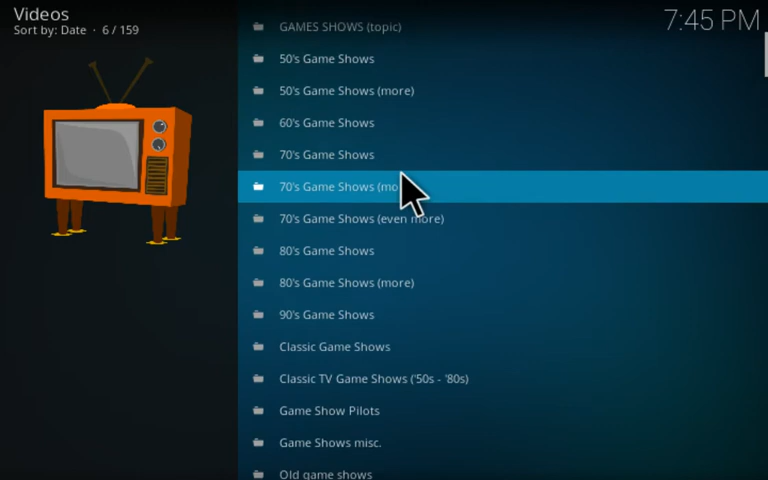 Videos
Sort by: Date · 6 / 159
7:45 PM
GAMES SHOWS (topic)
50's Game Shows
50's Game Shows (more)
60's Game Shows
70's Game Shows
70's Game Shows (mo
70's Game Shows (even more)
80's Game Shows
80's Game Shows (more)
90's Game Shows
Classic Game Shows
Classic TV Game Shows ('50s - '80s)
Game Show Pilots
Game Shows misc.
Old game shows